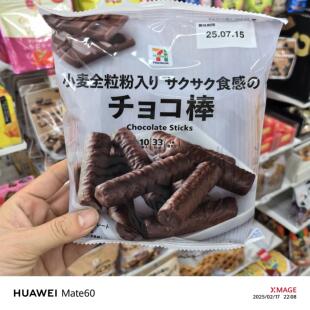 25.07.15
小麦全粒粉入り サクサク食感の
チョコ棒
Chocolate Sticks
HUAWEI Mate60
XMAGE
2025/02/17 22:08